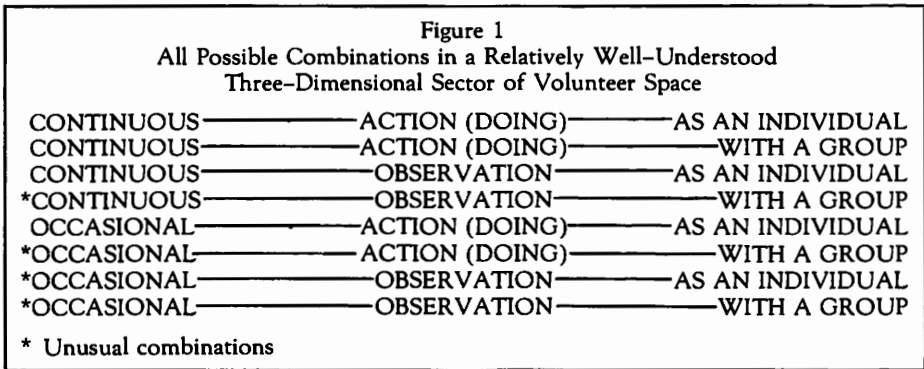 Figure 1
All Possible Combinations in a Relatively Well–Understood
Three–Dimensional Sector of Volunteer Space
CONTINUOUS————ACTION (DOING)————AS AN INDIVIDUAL
CONTINUOUS————ACTION (DOING)————WITH A GROUP
CONTINUOUS————OBSERVATION————AS AN INDIVIDUAL
*CONTINUOUS————OBSERVATION————WITH A GROUP
OCCASIONAL————ACTION (DOING)————AS AN INDIVIDUAL
*OCCASIONAL————ACTION (DOING)————WITH A GROUP
*OCCASIONAL————OBSERVATION————AS AN INDIVIDUAL
*OCCASIONAL————OBSERVATION————WITH A GROUP
* Unusual combinations